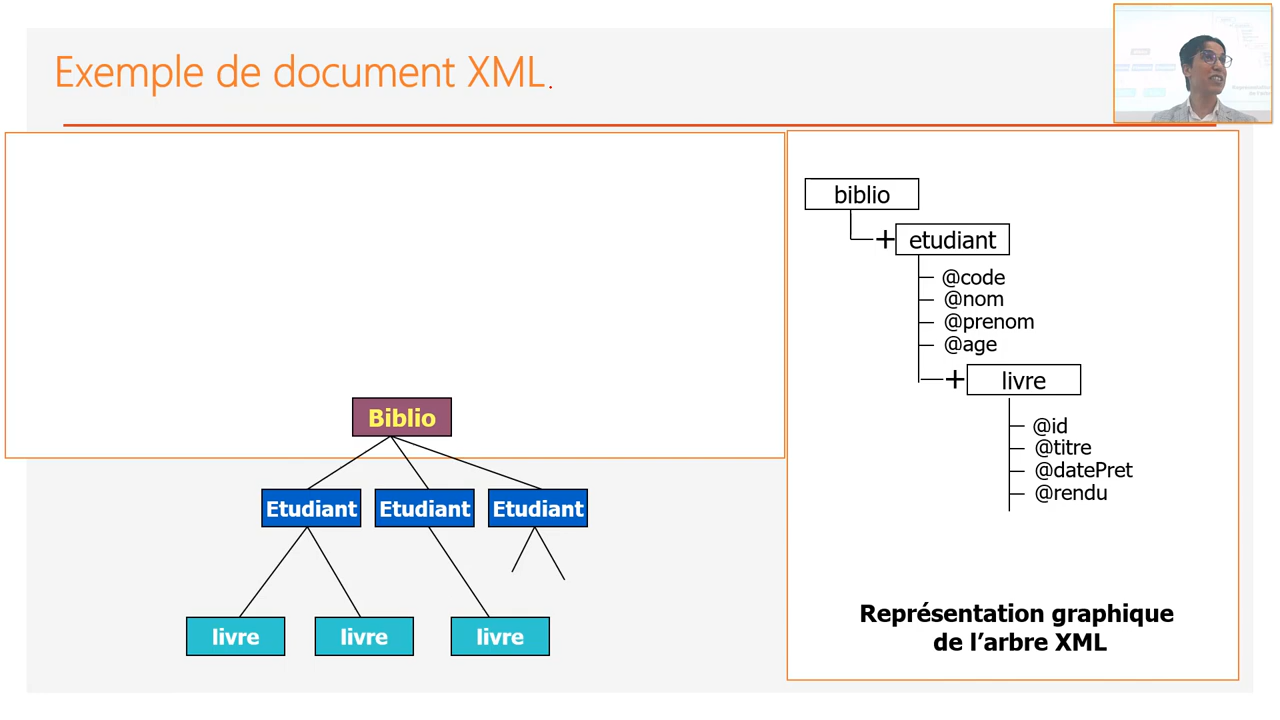 Exemple de document XML.
Biblio
Etudiant Etudiant Etudiant
livre livre livre
biblio
+ etudiant
@code
@nom
@prenom
@age
+ livre
@id
@titre
@datePret
@rendu
Représentation graphique
de l’arbre XML